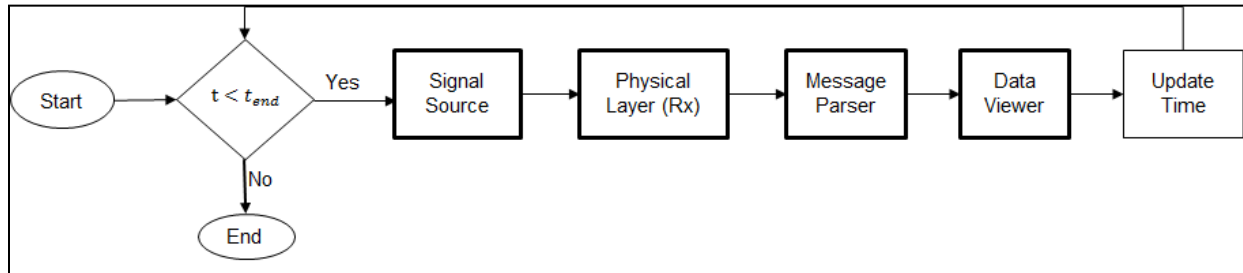 Start
t < t_end
Yes
Signal
Source
Physical
Layer (Rx)
Message
Parser
Data
Viewer
Update
Time
No
End